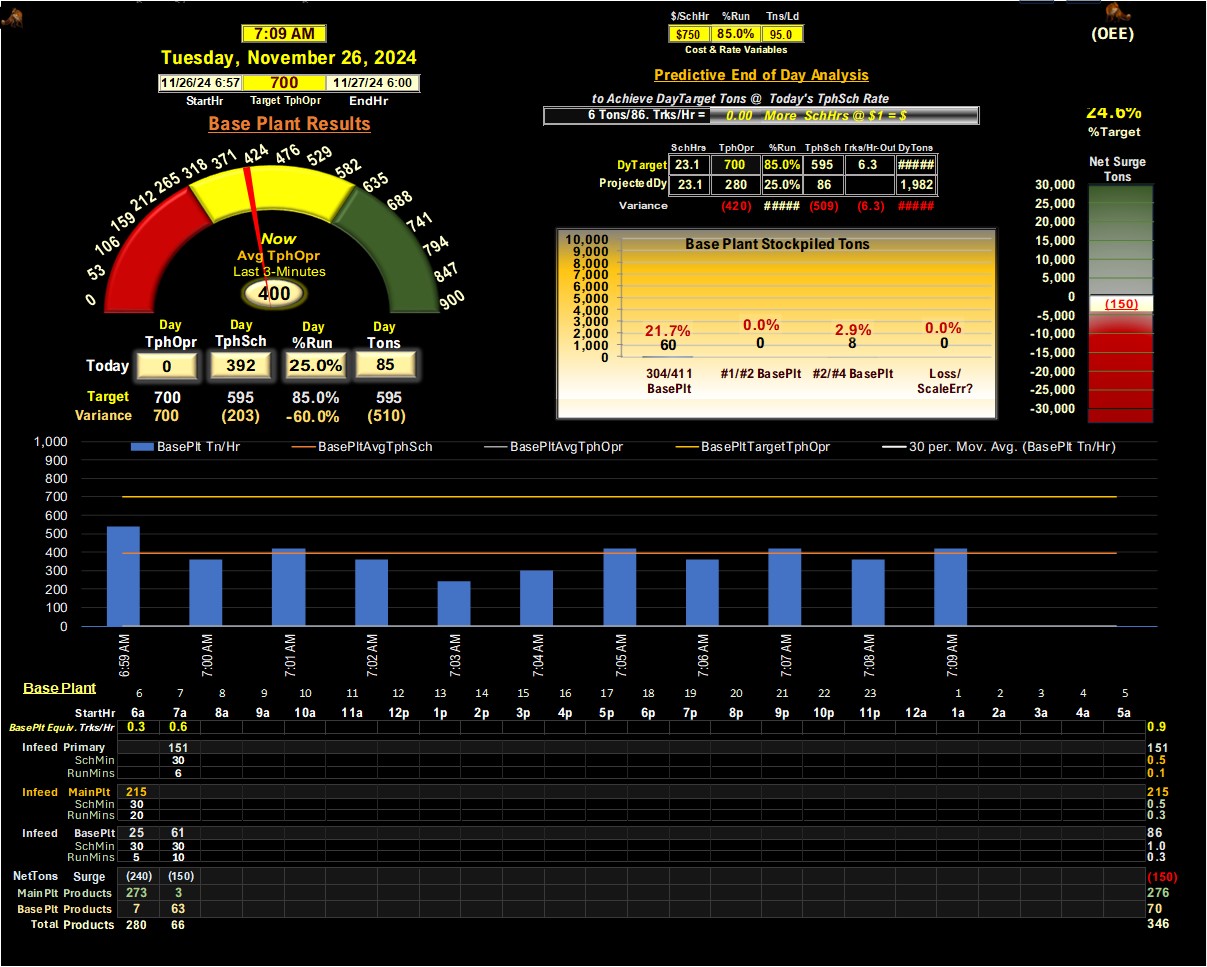 7:09 AM
Tuesday, November 26, 2024
11/26/24 6:57 700 11/27/24 6:00
StartHr Target TphOpr EndHr
Base Plant Results
0 53 106 159 212 265 318 371 424 476 529 582 635 688 741 794 847 900
Now
Avg TphOpr
Last 3-Minutes
400
Day Day Day Day
TphOpr TphSch %Run Tons
Today 0 392 25.0% 85
Target 700 595 85.0% 595
Variance 700 (203) -60.0% (510)
$/SchHr %Run Tns/Ld
$750 85.0% 95.0
Cost & Rate Variables
Predictive End of Day Analysis
to Achieve DayTarget Tons @ Today's TphSch Rate
6 Tons/86. Trks/Hr = 0.00 More SchHrs @ $1 = $
SchHrs TphOpr %Run TphSch Trks/Hr-Out DyTons
DyTarget 23.1 700 85.0% 595 6.3 #####
ProjectedDy 23.1 280 25.0% 86 1,982
Variance (420) ##### (509) (6.3) #####
Base Plant Stockpiled Tons
10,000
9,000
8,000
7,000
6,000
5,000
4,000
3,000
2,000
1,000
0
21.7% 0.0% 2.9% 0.0%
60 0 8 0
304/411 BasePlt #1/#2 BasePlt #2/#4 BasePlt Loss/ ScaleErr?
(OEE)
24.6%
%Target
Net Surge
Tons
30,000
25,000
20,000
15,000
10,000
5,000
0
(150)
-5,000
-10,000
-15,000
-20,000
-25,000
-30,000
BasePlt Tn/Hr BasePltAvgTphSch BasePltAvgTphOpr BasePltTargetTphOpr 30 per. Mov. Avg. (BasePlt Tn/Hr)
1,000
900
800
700
600
500
400
300
200
100
0
6:59 AM 7:00 AM 7:01 AM 7:02 AM 7:03 AM 7:04 AM 7:05 AM 7:06 AM 7:07 AM 7:08 AM 7:09 AM
Base Plant 6 7 8 9 10 11 12 13 14 15 16 17 18 19 20 21 22 23 1 2 3 4 5
StartHr 6a 7a 8a 9a 10a 11a 12p 1p 2p 3p 4p 5p 6p 7p 8p 9p 10p 11p 12a 1a 2a 3a 4a 5a
BasePlt Equiv. Trks/Hr 0.3 0.6 0.9
Infeed Primary 151 151
SchMin 30 0.5
RunMins 6 0.1
Infeed MainPlt 215 215
SchMin 30 0.5
RunMins 20 0.3
Infeed BasePlt 25 61 86
SchMin 30 30 1.0
RunMins 5 10 0.3
NetTons Surge (240) (150) (150)
MainPlt Products 273 3 276
BasePlt Products 7 63 70
Total Products 280 66 346